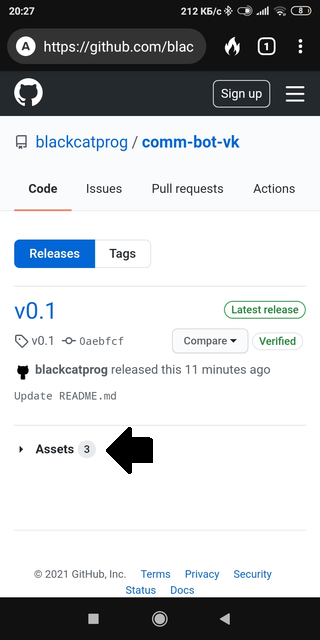 20:27 212 КБ/с 8
A https://github.com/blac 1
Sign up
blackcatprog / comm-bot-vk
Code Issues Pull requests Actions
Releases Tags
v0.1 Latest release
v0.1 0aebfcf Compare Verified
blackcatprog released this 11 minutes ago
Update README.md
Assets 3
© 2021 GitHub, Inc. Terms Privacy Security
Status Docs